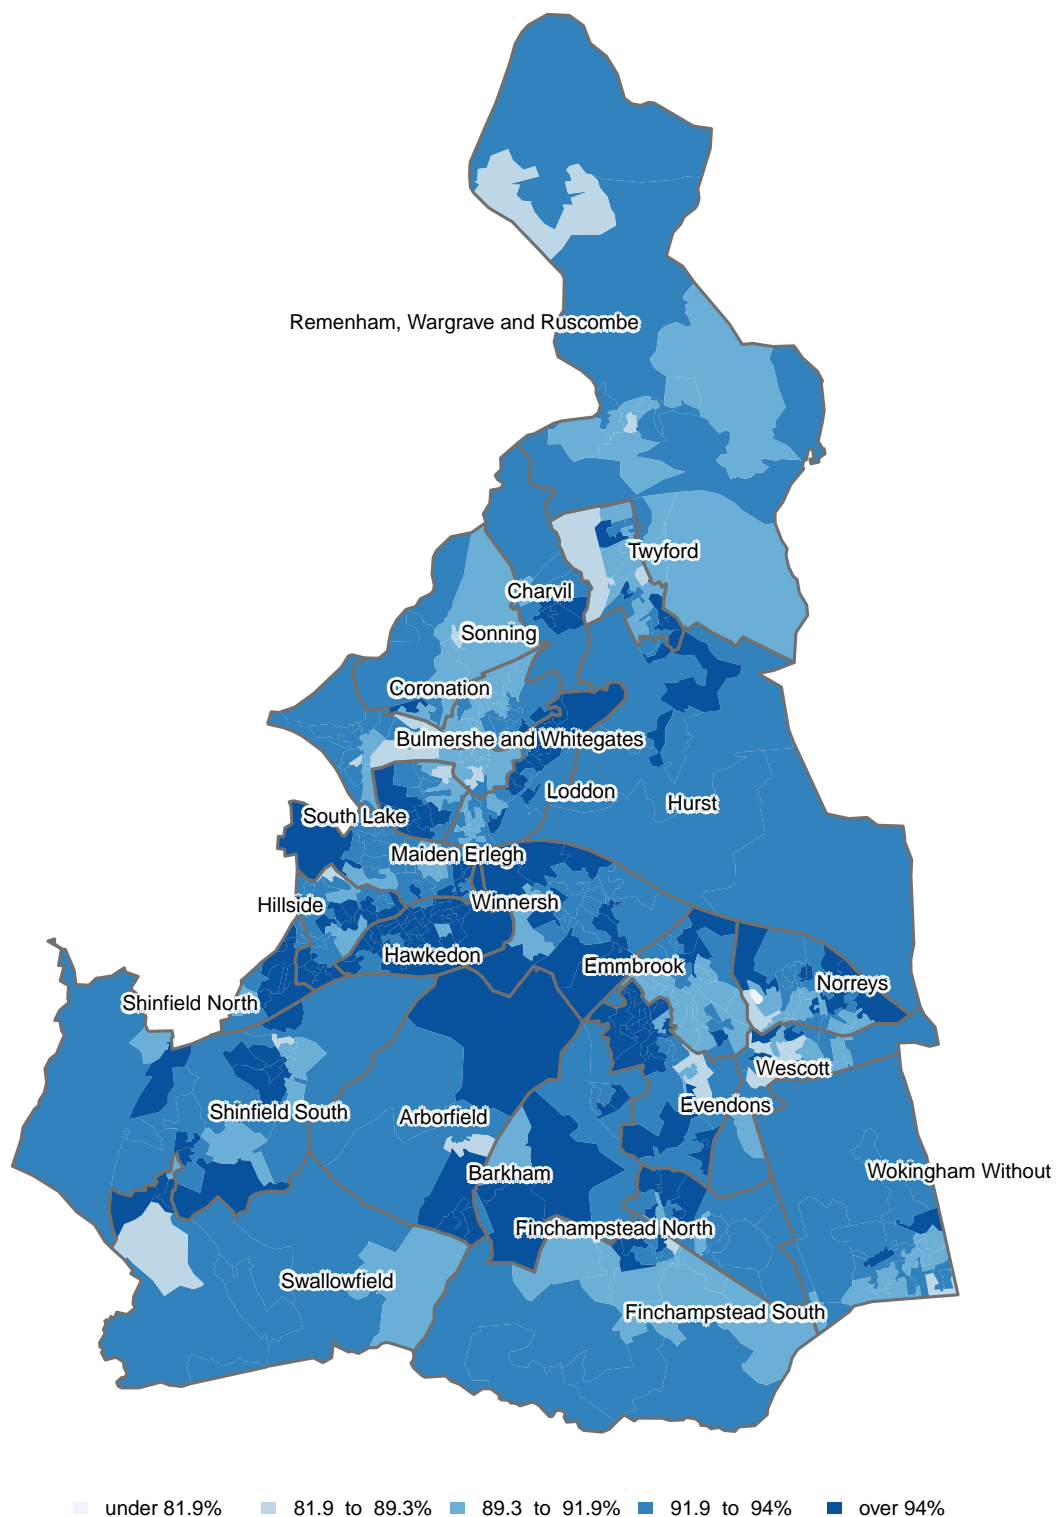 Remenham, Wargrave and Ruscombe
Twyford
Charvil
Sonning
Coronation
Bulmershe and Whitegates
Loddon
Hurst
South Lake
Maiden Erlegh
Hillside
Winnersh
Hawkedon
Emmbrook
Norreys
Shinfield North
Wescott
Evendons
Shinfield South
Arborfield
Barkham
Wokingham Without
Finchampstead North
Swallowfield
Finchampstead South
under 81.9% 81.9 to 89.3% 89.3 to 91.9% 91.9 to 94% over 94%